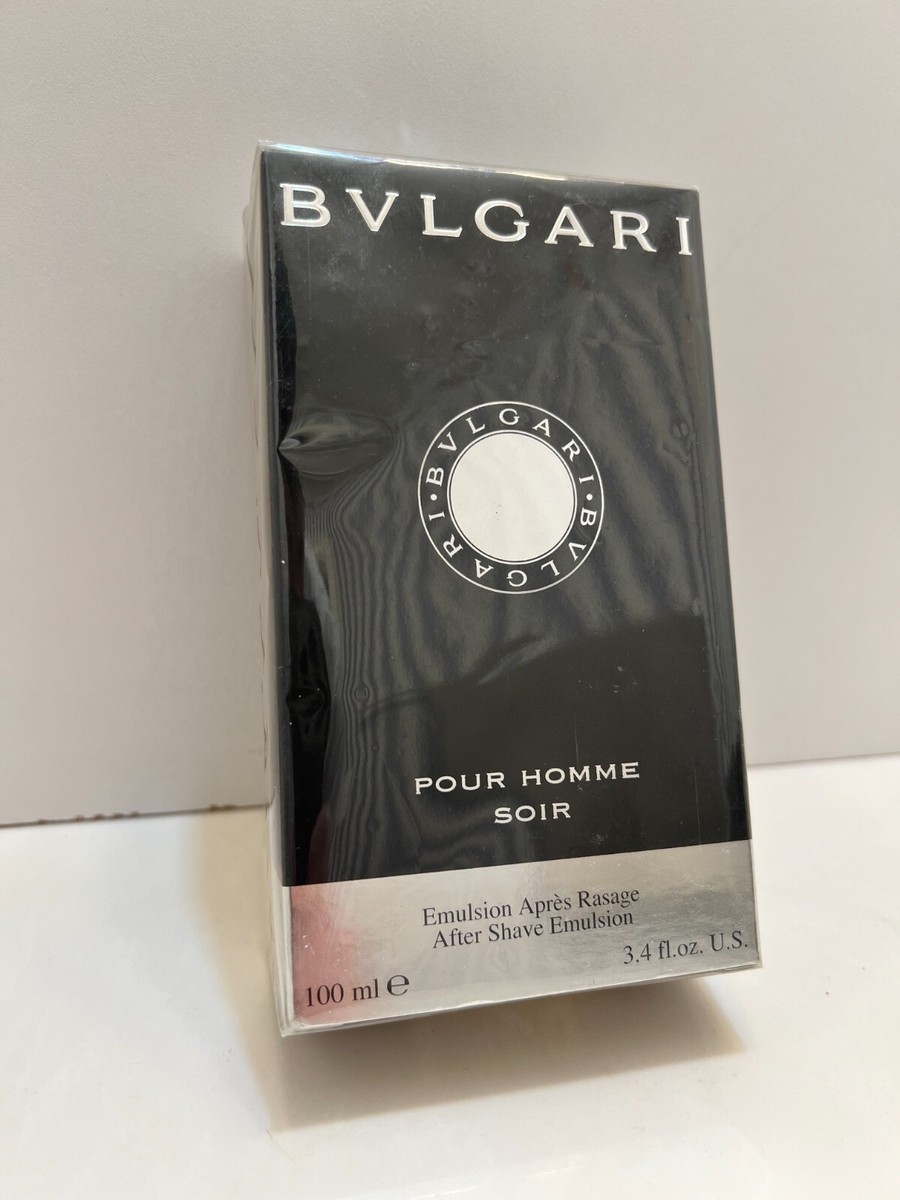 BVLGARI
BVLGARI • BVLGARI •
POUR HOMME
SOIR
Emulsion Après Rasage
After Shave Emulsion
3.4 fl.oz. U.S.
100 ml ℮